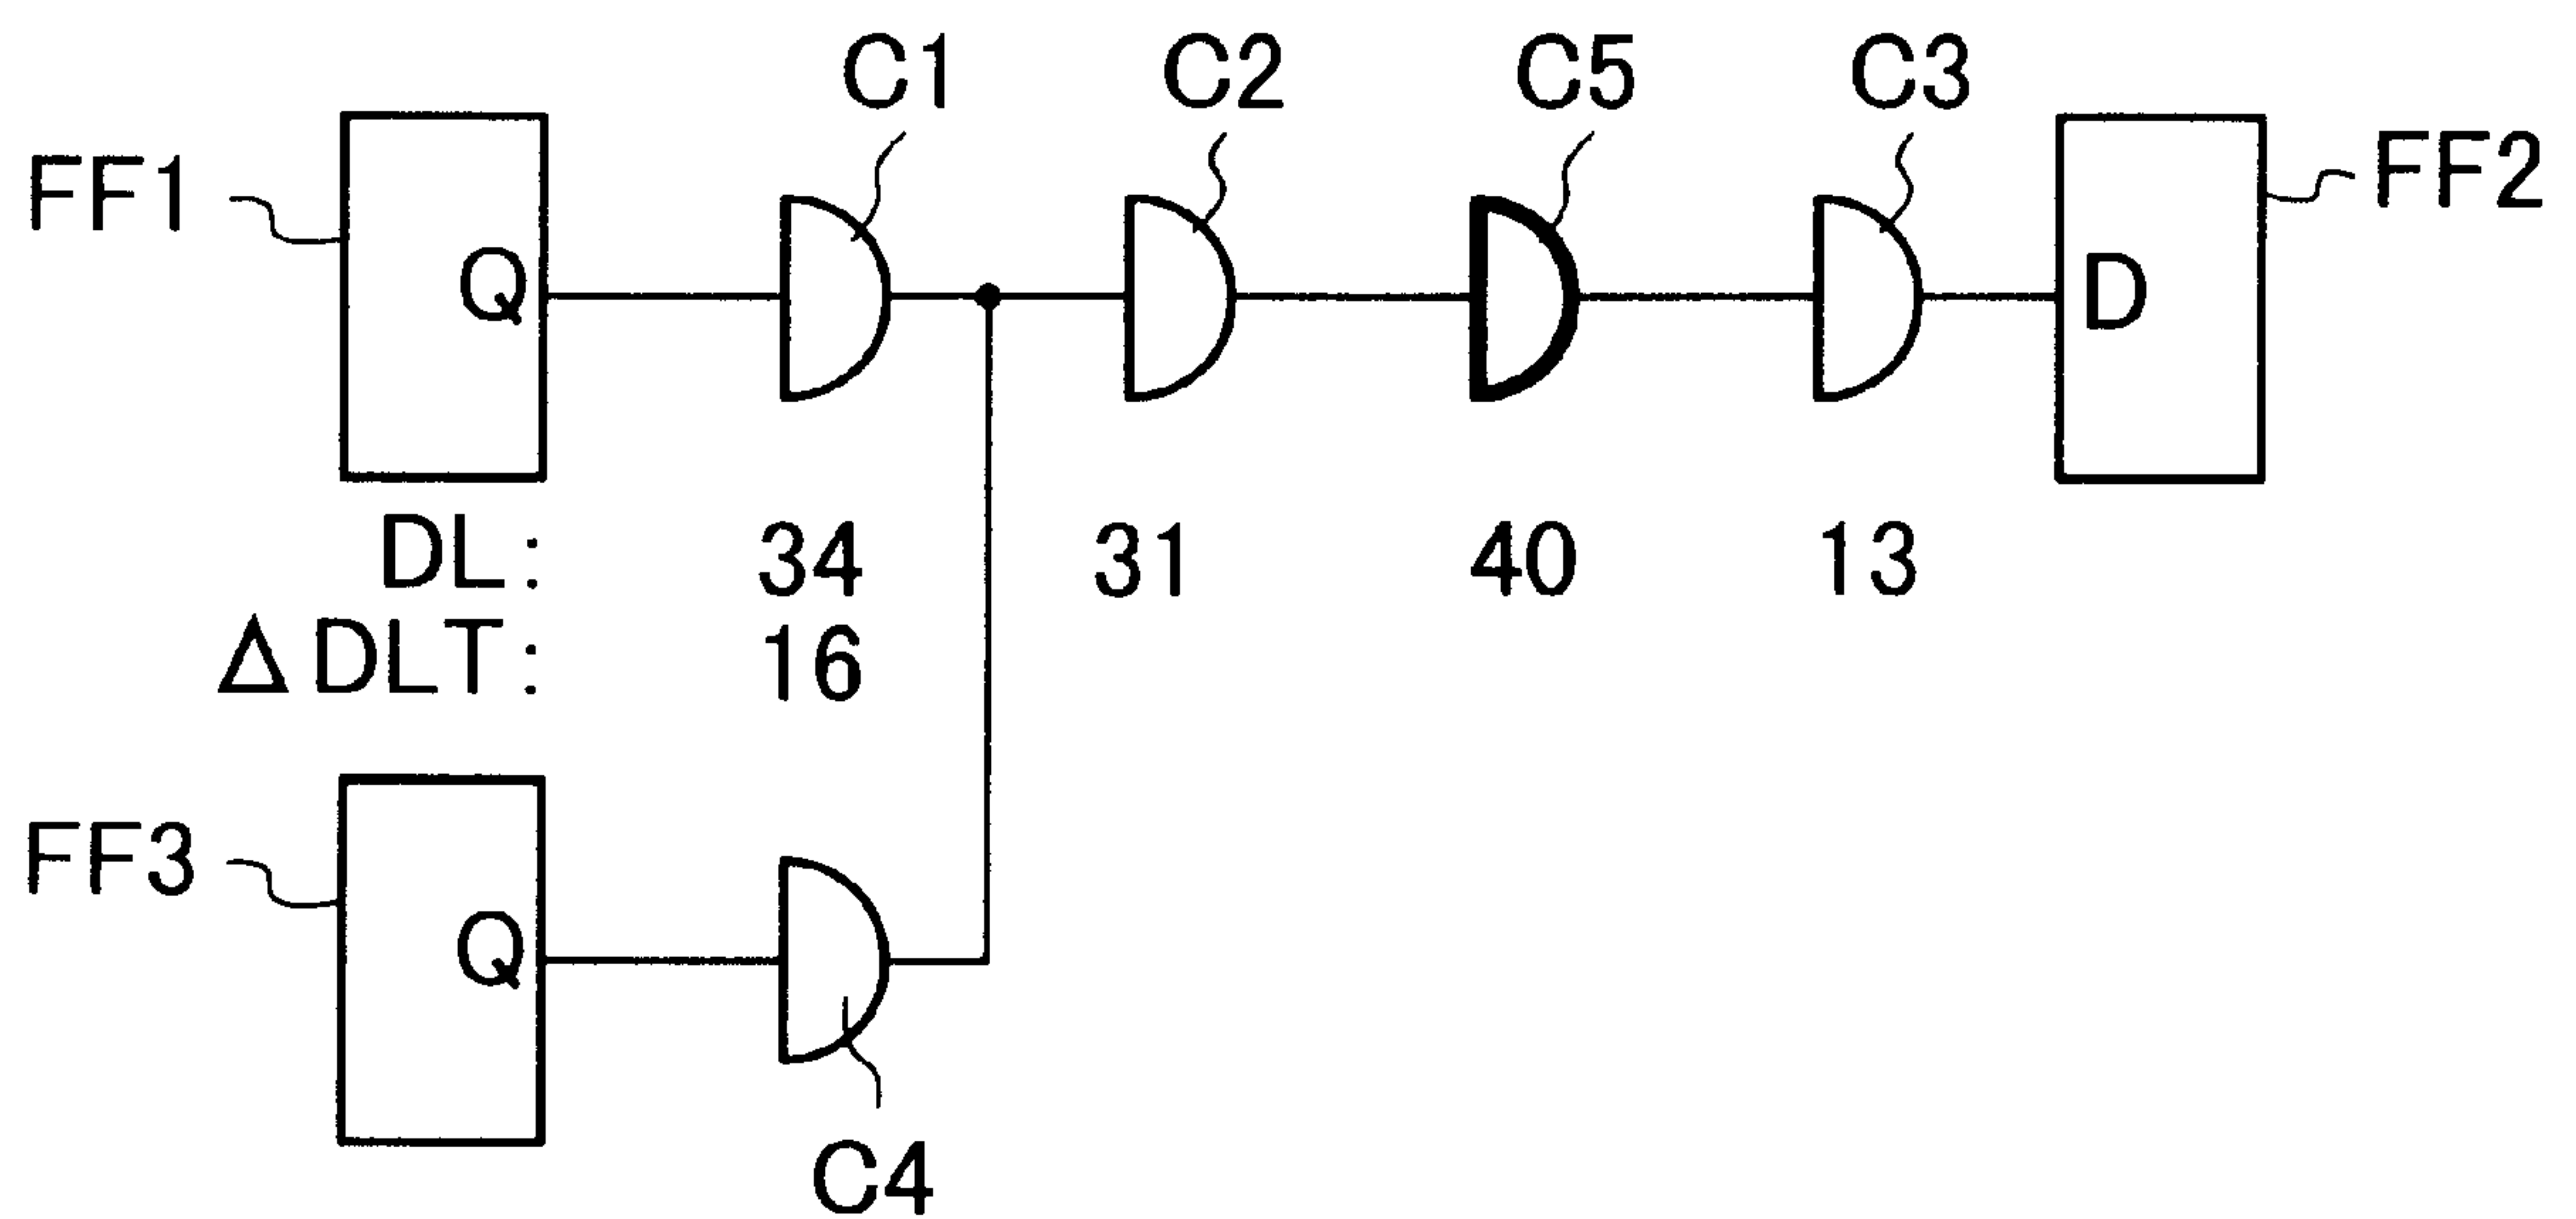 C1 C2 C5 C3
FF1 FF2
Q D
DL: 34 31 40 13
ΔDLT: 16
FF3
Q
C4